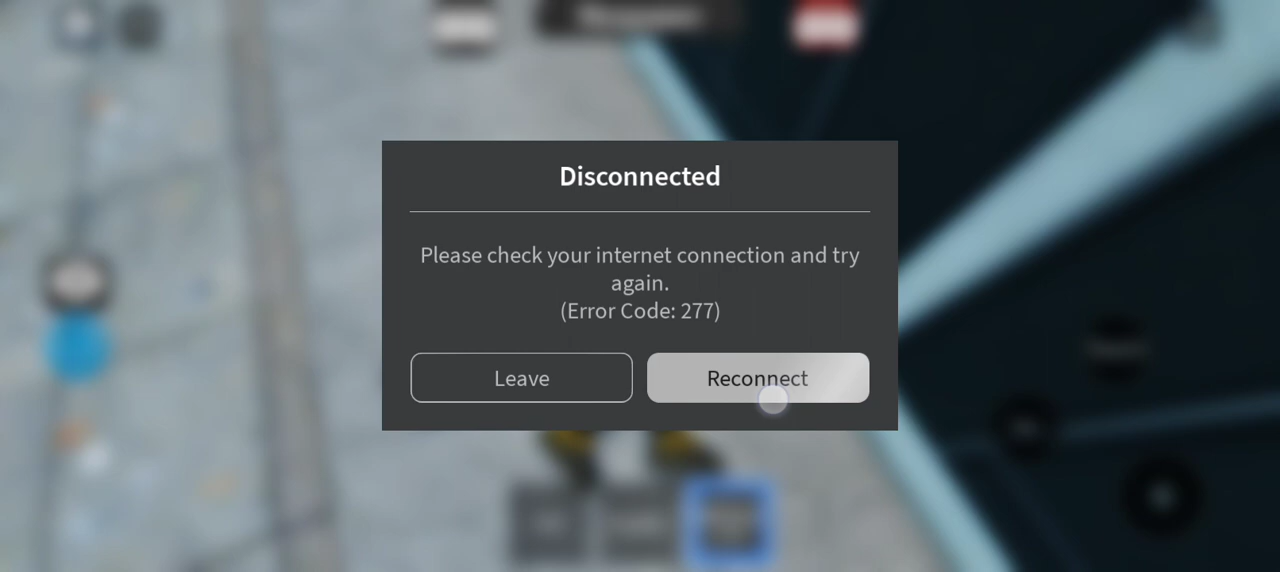 Disconnected
Please check your internet connection and try
again.
(Error Code: 277)
Leave
Reconnect